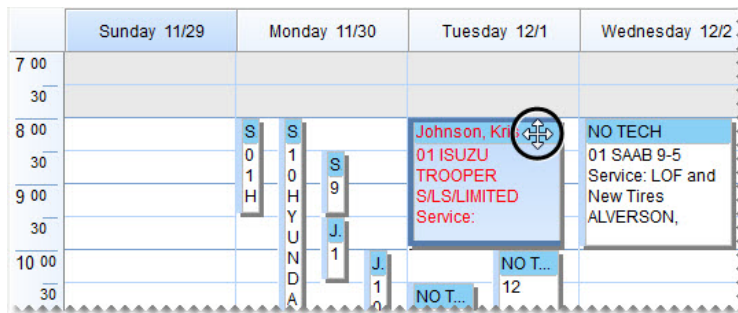 Sunday 11/29
Monday 11/30
Tuesday 12/1
Wednesday 12/2
7 00
30
8 00
30
9 00
30
10 00
30
S
0
1
H
S
1
0
H
Y
U
N
D
A
S
9
J.
1
J.
1
Johnson, Kris
01 ISUZU
TROOPER
S/LS/LIMITED
Service:
NO T...
NO T...
12
NO TECH
01 SAAB 9-5
Service: LOF and
New Tires
ALVERSON,